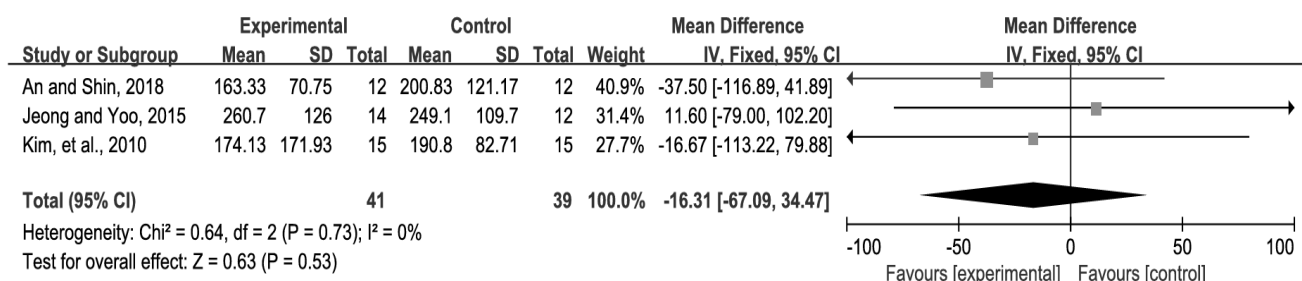 Experimental Control Mean Difference Mean Difference
Study or Subgroup Mean SD Total Mean SD Total Weight IV, Fixed, 95% CI IV, Fixed, 95% CI
An and Shin, 2018 163.33 70.75 12 200.83 121.17 12 40.9% -37.50 [-116.89, 41.89]
Jeong and Yoo, 2015 260.7 126 14 249.1 109.7 12 31.4% 11.60 [-79.00, 102.20]
Kim, et al., 2010 174.13 171.93 15 190.8 82.71 15 27.7% -16.67 [-113.22, 79.88]
Total (95% CI) 41 39 100.0% -16.31 [-67.09, 34.47]
Heterogeneity: Chi² = 0.64, df = 2 (P = 0.73); I² = 0%
Test for overall effect: Z = 0.63 (P = 0.53)
-100 -50 0 50 100
Favours [experimental] Favours [control]